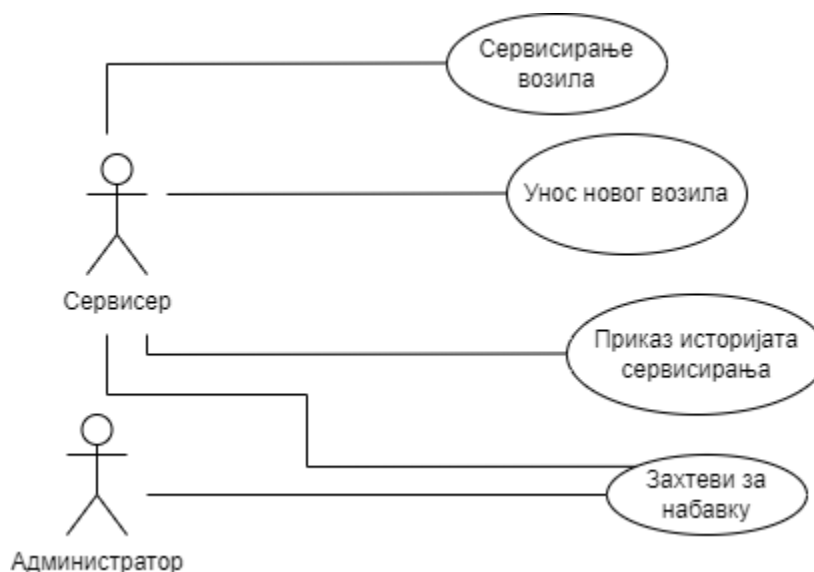 Сервисирање
возила
Унос новог возила
Сервисер
Приказ историјата
сервисирања
Захтеви за
набавку
Администратор